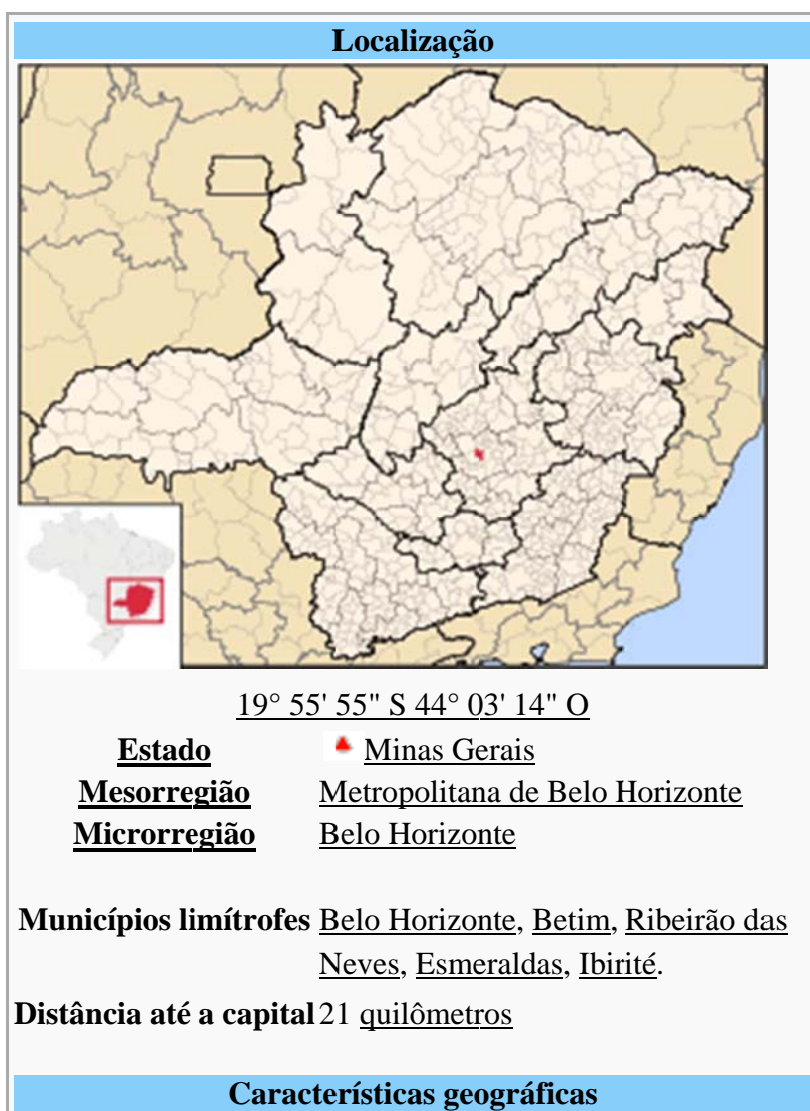 Localização
19° 55' 55" S 44° 03' 14" O
Estado Minas Gerais
Mesorregião Metropolitana de Belo Horizonte
Microrregião Belo Horizonte
Municípios limítrofes Belo Horizonte, Betim, Ribeirão das
Neves, Esmeraldas, Ibirité.
Distância até a capital 21 quilômetros
Características geográficas